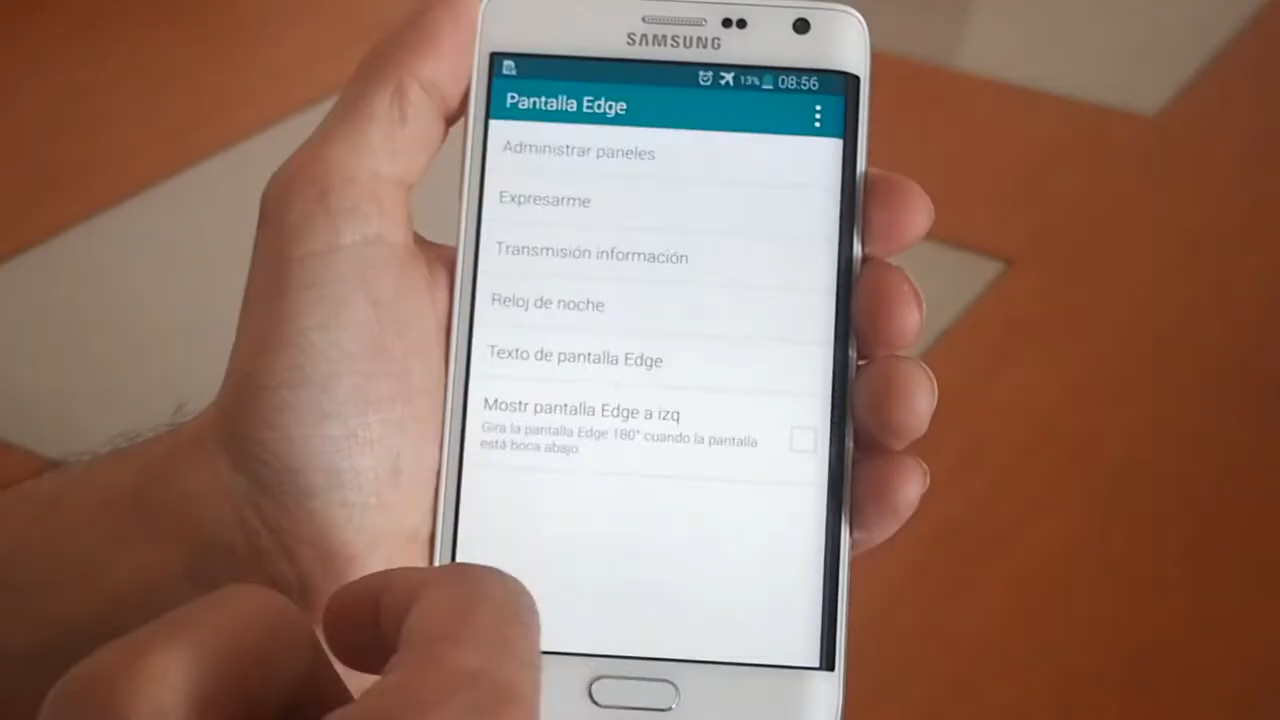 SAMSUNG
13% 08:56
Pantalla Edge
Administrar paneles
Expresarme
Transmisión información
Reloj de noche
Texto de pantalla Edge
Mostr pantalla Edge a izq
Gira la pantalla Edge 180° cuando la pantalla
está boca abajo